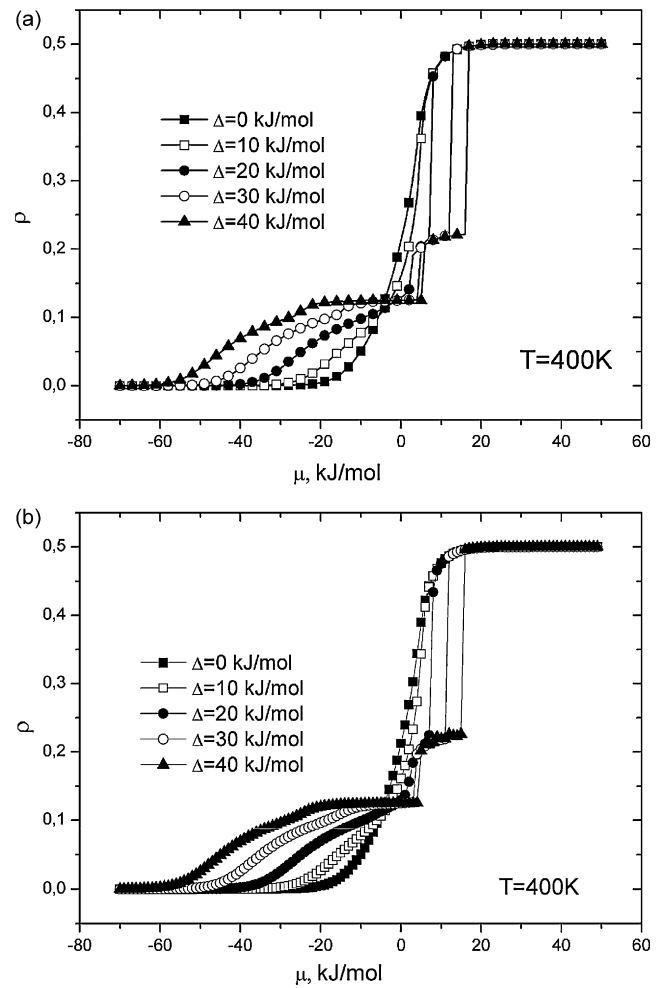 (a)
0,5
0,4
0,3
0,2
0,1
0,0
ρ
Δ=0 kJ/mol
Δ=10 kJ/mol
Δ=20 kJ/mol
Δ=30 kJ/mol
Δ=40 kJ/mol
T=400K
-80 -60 -40 -20 0 20 40 60
μ, kJ/mol
(b)
0,5
0,4
0,3
0,2
0,1
0,0
ρ
Δ=0 kJ/mol
Δ=10 kJ/mol
Δ=20 kJ/mol
Δ=30 kJ/mol
Δ=40 kJ/mol
T=400K
-80 -60 -40 -20 0 20 40 60
μ, kJ/mol